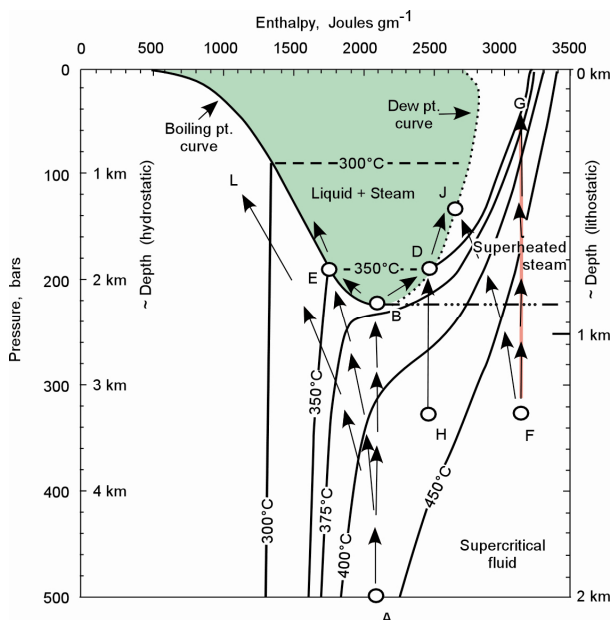 Enthalpy, Joules gm-1
0 500 1000 1500 2000 2500 3000 3500
0
100
200
300
400
500
Pressure, bars
~ Depth (hydrostatic)
1 km
2 km
3 km
4 km
0 km
1 km
2 km
~ Depth (lithostatic)
Boiling pt.
curve
Dew pt.
curve
G
300°C
L
Liquid + Steam
J
D
Superheated
steam
E
350°C
B
350°C
H
F
450°C
375°C
300°C
400°C
Supercritical
fluid
A